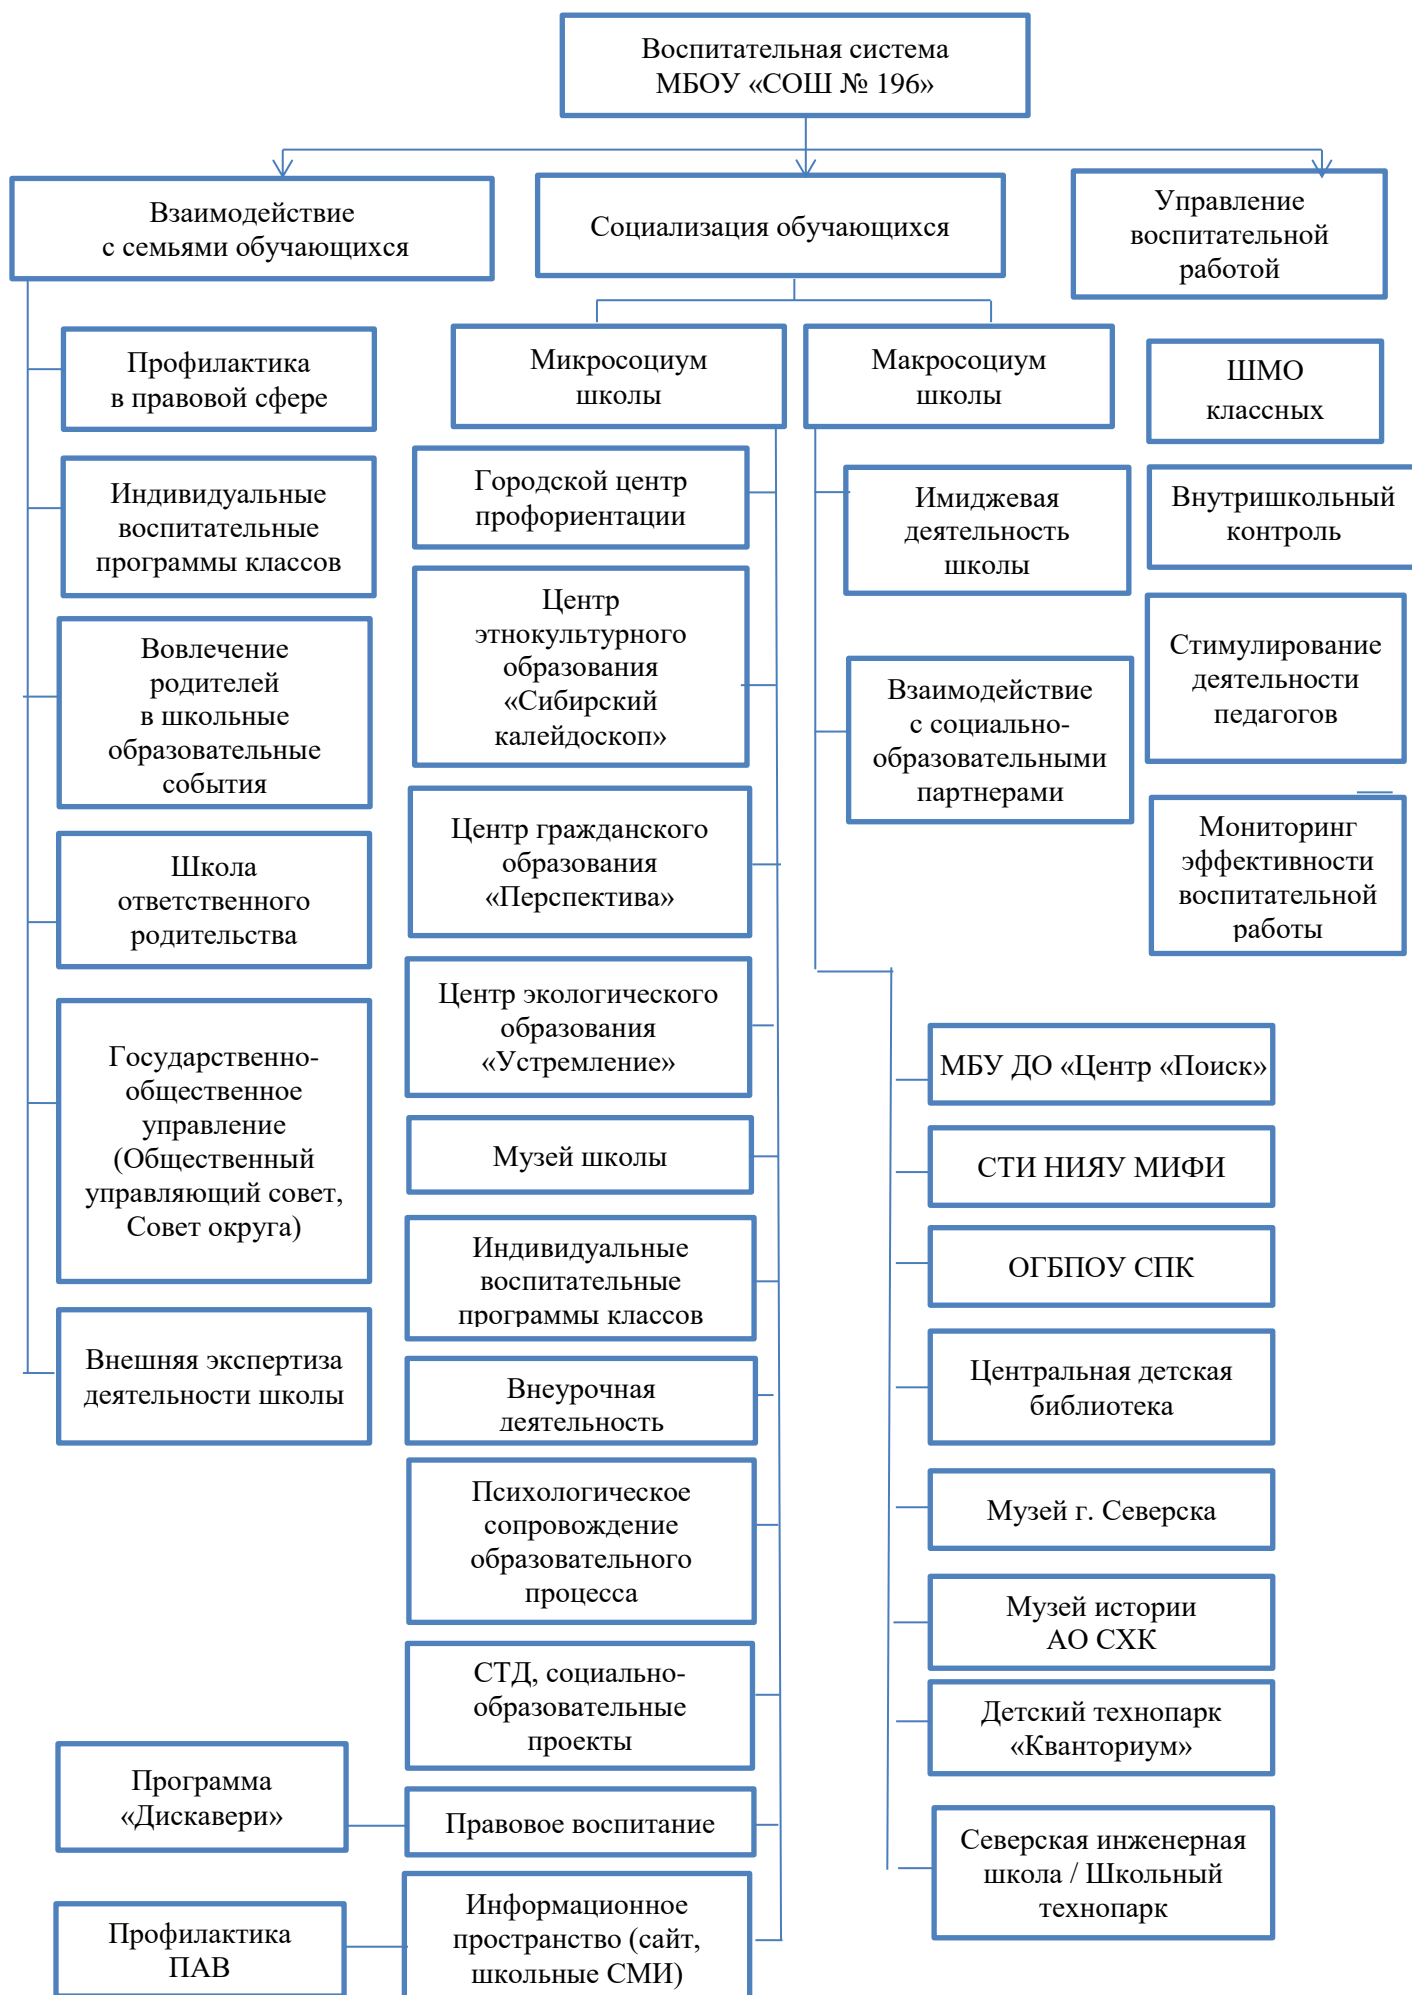 Воспитательная система
МБОУ «СОШ № 196»
Взаимодействие
с семьями обучающихся
Социализация обучающихся
Управление
воспитательной
работой
Профилактика
в правовой сфере
Индивидуальные
воспитательные
программы классов
Вовлечение
родителей
в школьные
образовательные
события
Школа
ответственного
родительства
Государственно-
общественное
управление
(Общественный
управляющий совет,
Совет округа)
Внешняя экспертиза
деятельности школы
Микросоциум
школы
Городской центр
профориентации
Центр
этнокультурного
образования
«Сибирский
калейдоскоп»
Центр гражданского
образования
«Перспектива»
Центр экологического
образования
«Устремление»
Музей школы
Индивидуальные
воспитательные
программы классов
Внеурочная
деятельность
Психологическое
сопровождение
образовательного
процесса
СТД, социально-
образовательные
проекты
Правовое воспитание
Информационное
пространство (сайт,
школьные СМИ)
Программа
«Дискавери»
Профилактика
ПАВ
Макросоциум
школы
Имиджевая
деятельность
школы
Взаимодействие
с социально-
образовательными
партнерами
МБУ ДО «Центр «Поиск»
СТИ НИЯУ МИФИ
ОГБПОУ СПК
Центральная детская
библиотека
Музей г. Северска
Музей истории
АО СХК
Детский технопарк
«Кванториум»
Северская инженерная
школа / Школьный
технопарк
ШМО
классных
Внутришкольный
контроль
Стимулирование
деятельности
педагогов
Мониторинг
эффективности
воспитательной
работы